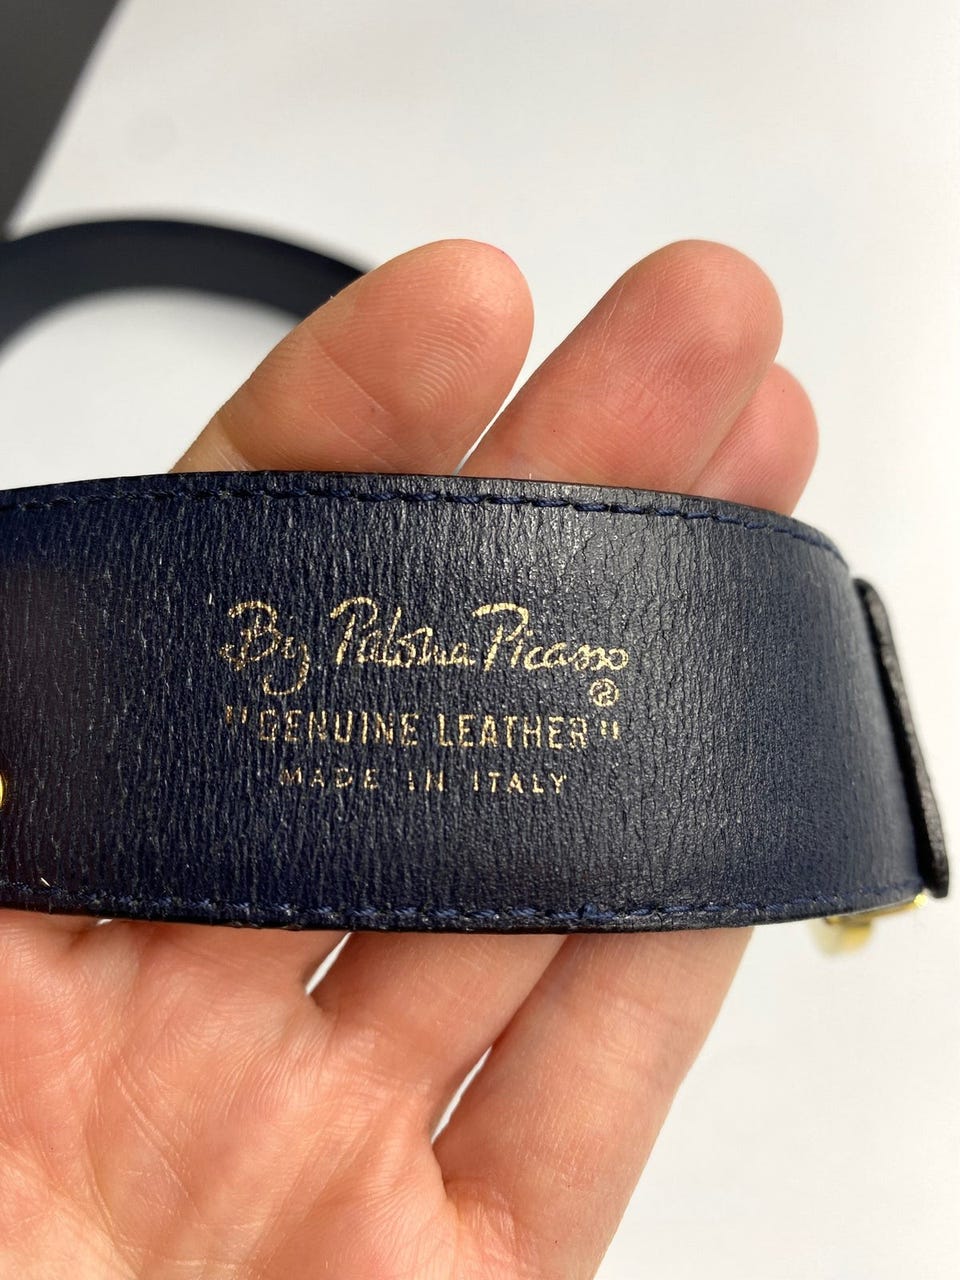 By Paloma Picasso
®
"GENUINE LEATHER"
MADE IN ITALY